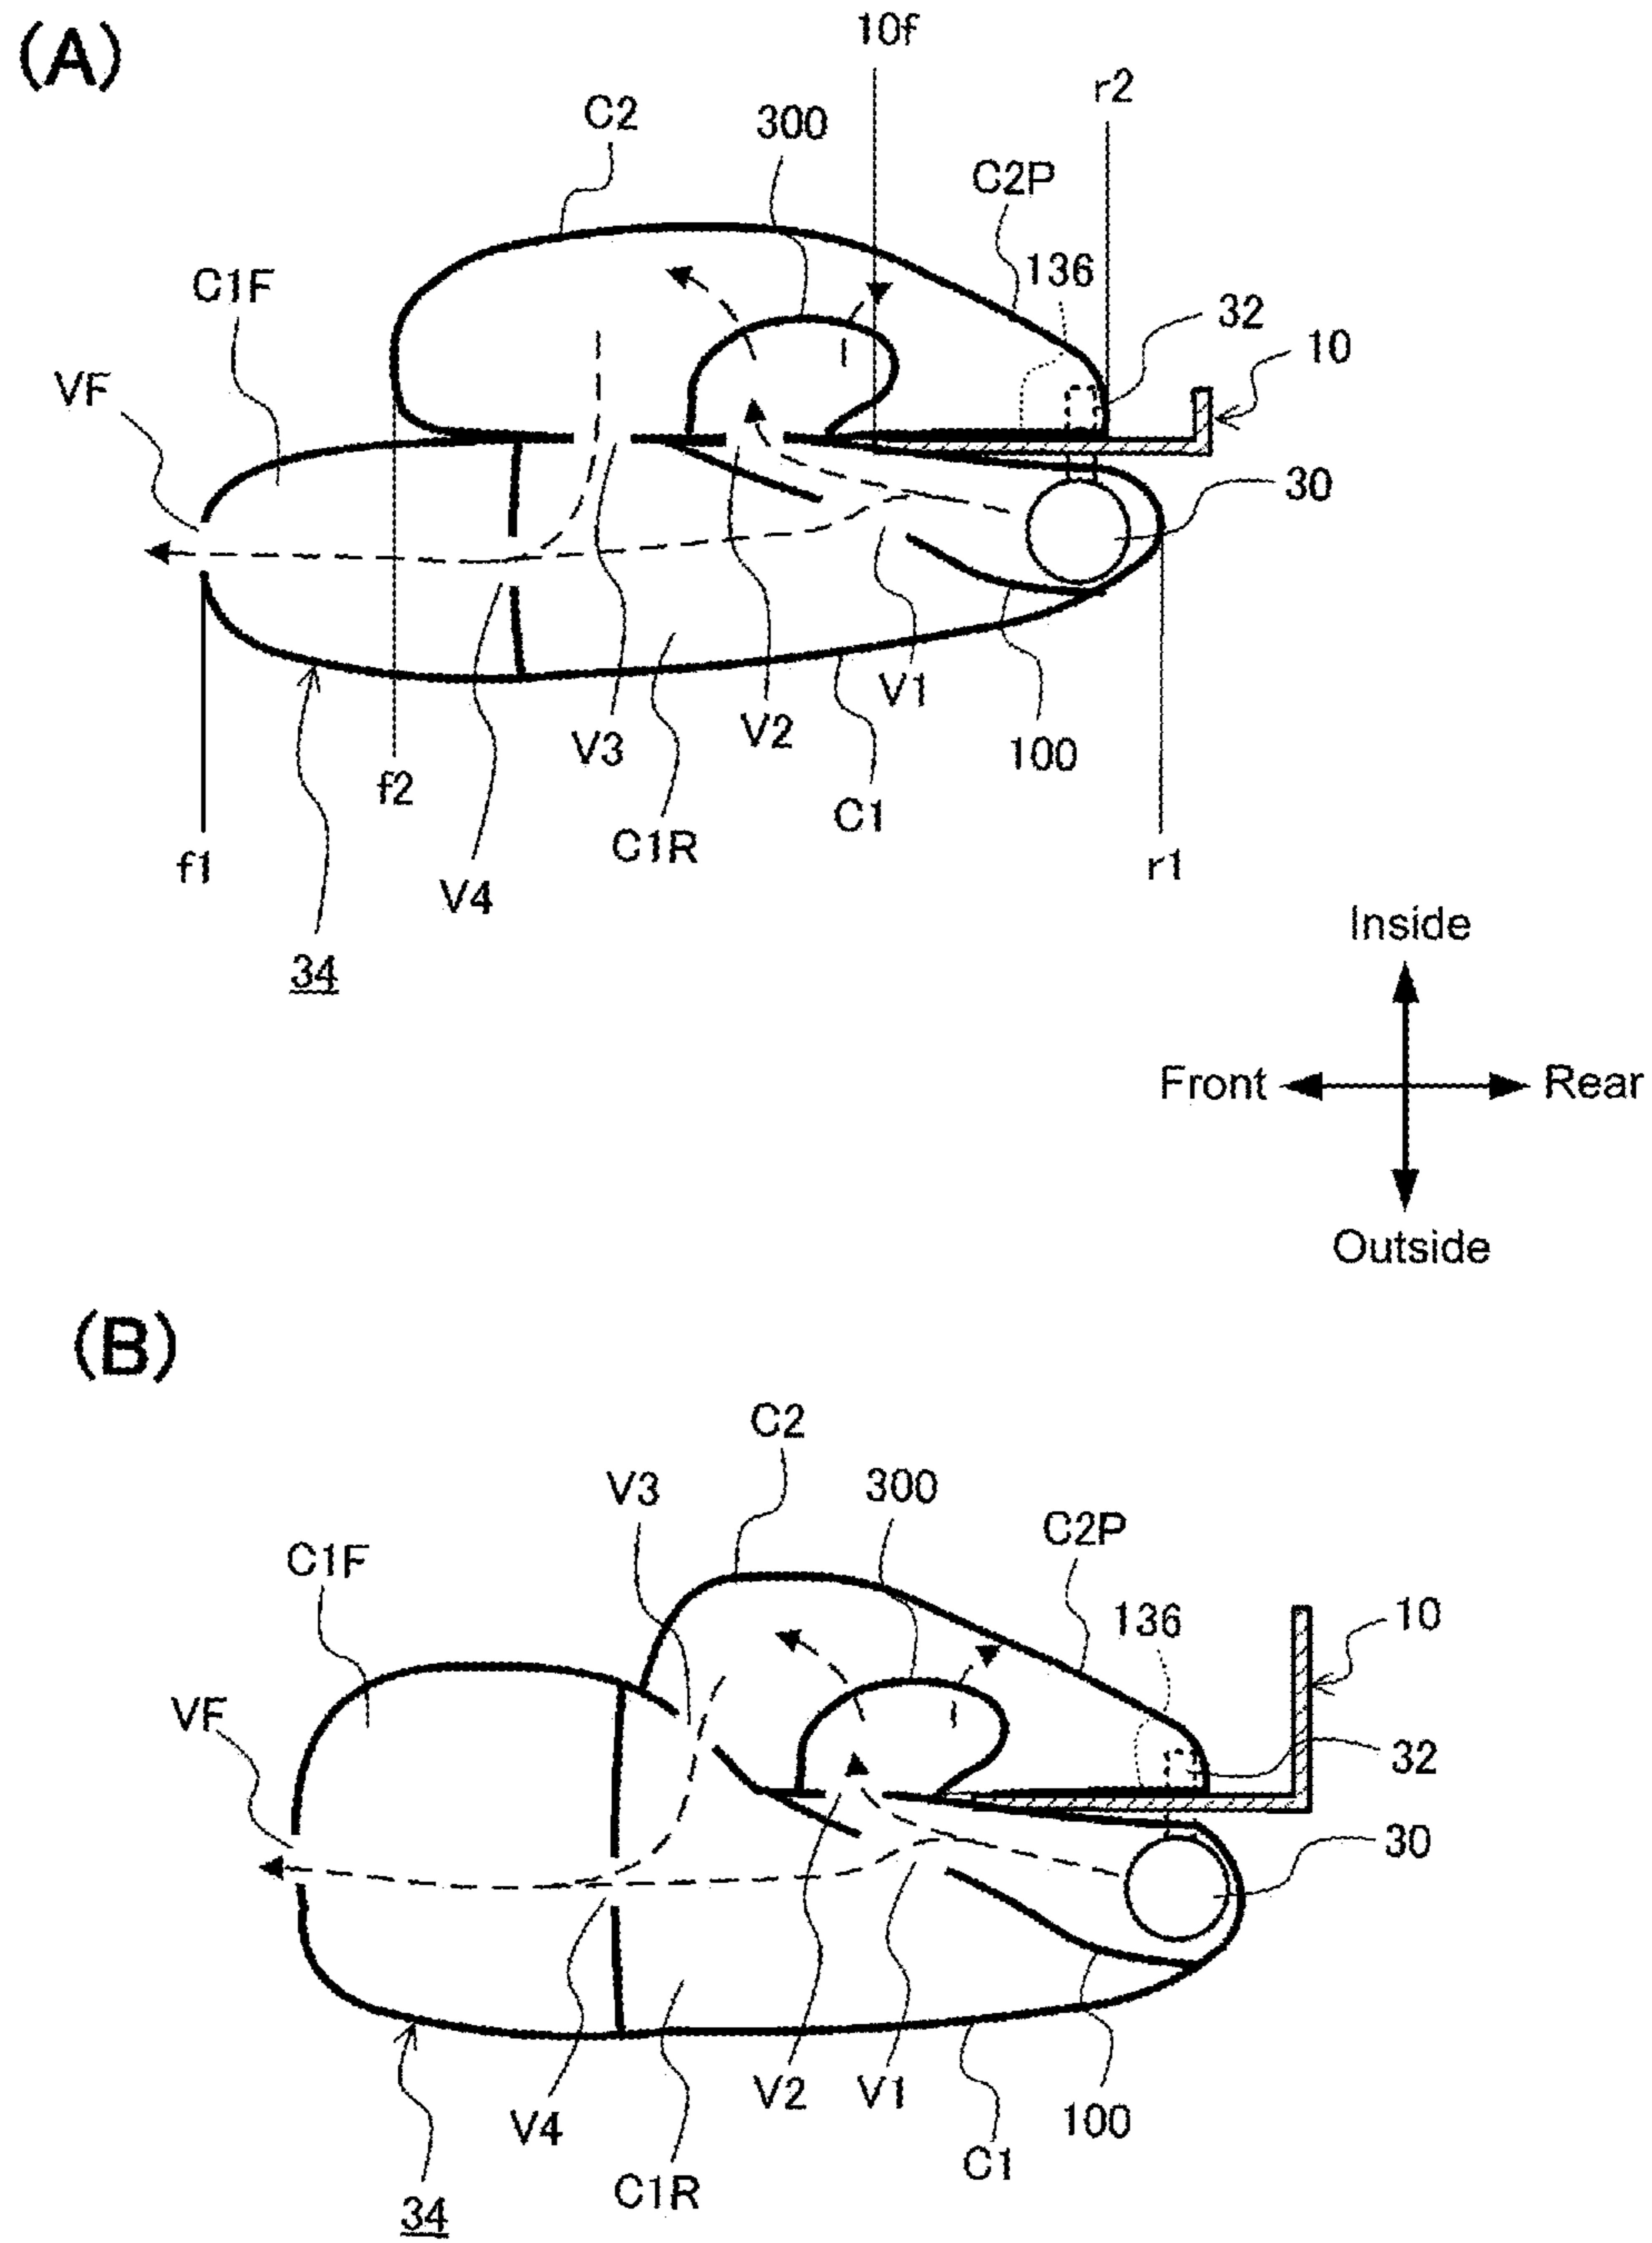 (A)
10f
r2
C2
300
C2P
136
C1F
32
10
VF
30
V1
V2
V3
100
f2
C1
C1R
f1
V4
r1
34
Inside
Front
Rear
Outside
(B)
C2
V3
300
C2P
C1F
136
10
VF
32
30
V2
V1
V4
100
C1
C1R
34